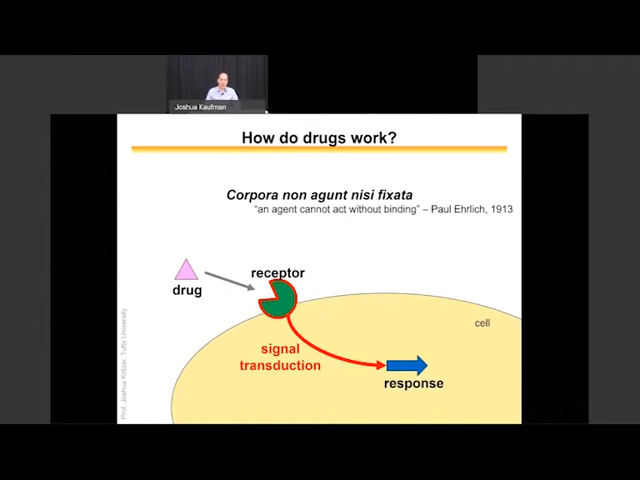 Joshua Kaufman
How do drugs work?
Corpora non agunt nisi fixata
"an agent cannot act without binding" – Paul Ehrlich, 1913
receptor
drug
cell
signal
transduction
response
Prof. Joshua Kritzer, Tufts University